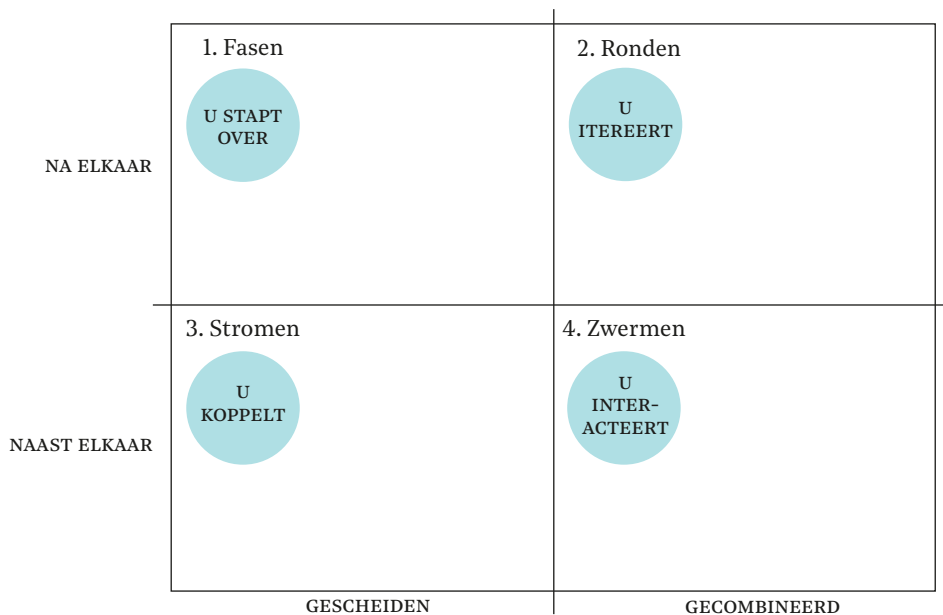 1. Fasen
2. Ronden
U STAPT
OVER
U
ITEREERT
NA ELKAAR
3. Stromen
4. Zwermen
U
KOPPELT
U
INTER-
ACTEERT
NAAST ELKAAR
GESCHEIDEN
GECOMBINEERD